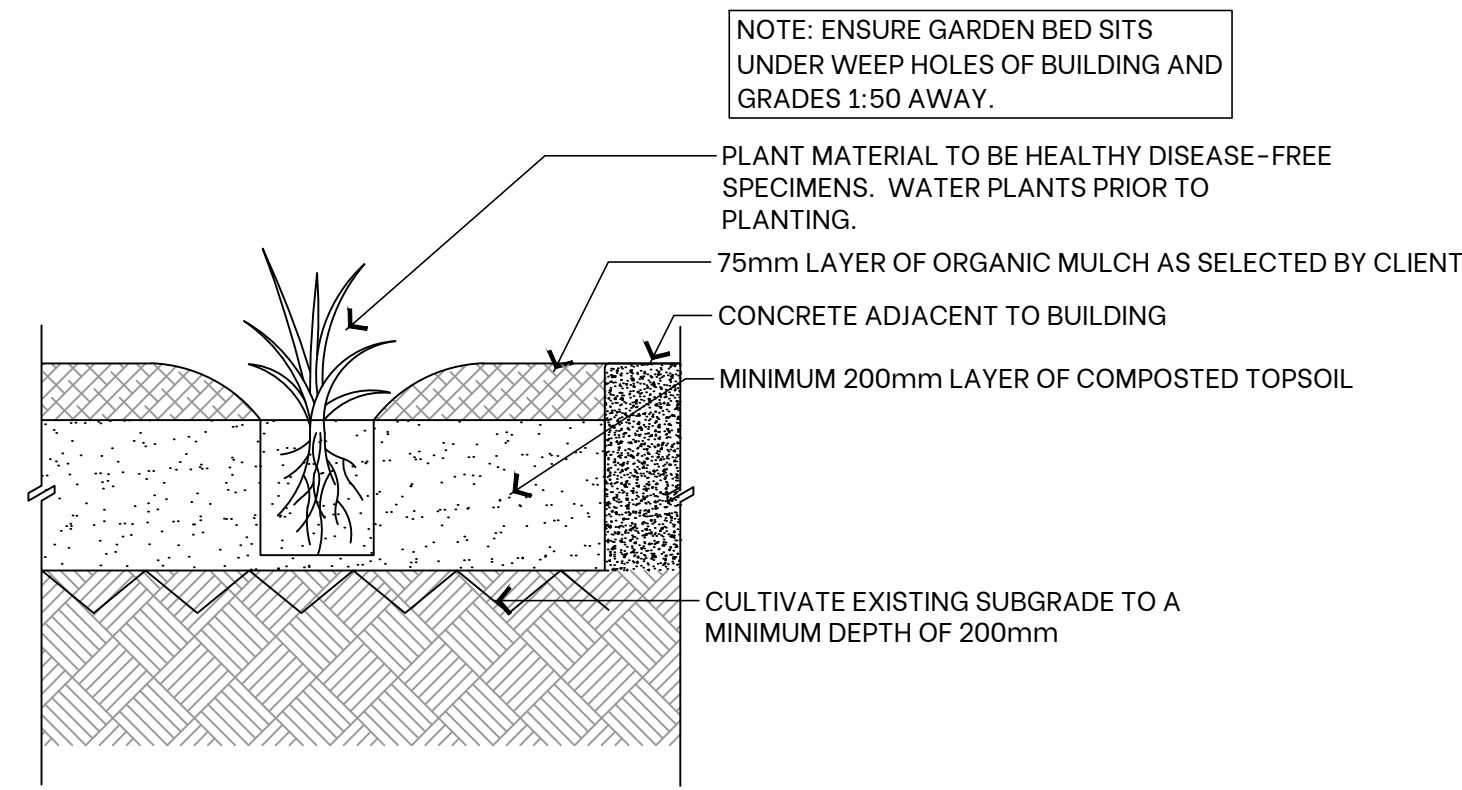 NOTE: ENSURE GARDEN BED SITS
UNDER WEEP HOLES OF BUILDING AND
GRADES 1:50 AWAY.
PLANT MATERIAL TO BE HEALTHY DISEASE-FREE
SPECIMENS. WATER PLANTS PRIOR TO
PLANTING.
75mm LAYER OF ORGANIC MULCH AS SELECTED BY CLIENT
CONCRETE ADJACENT TO BUILDING
MINIMUM 200mm LAYER OF COMPOSTED TOPSOIL
CULTIVATE EXISTING SUBGRADE TO A
MINIMUM DEPTH OF 200mm